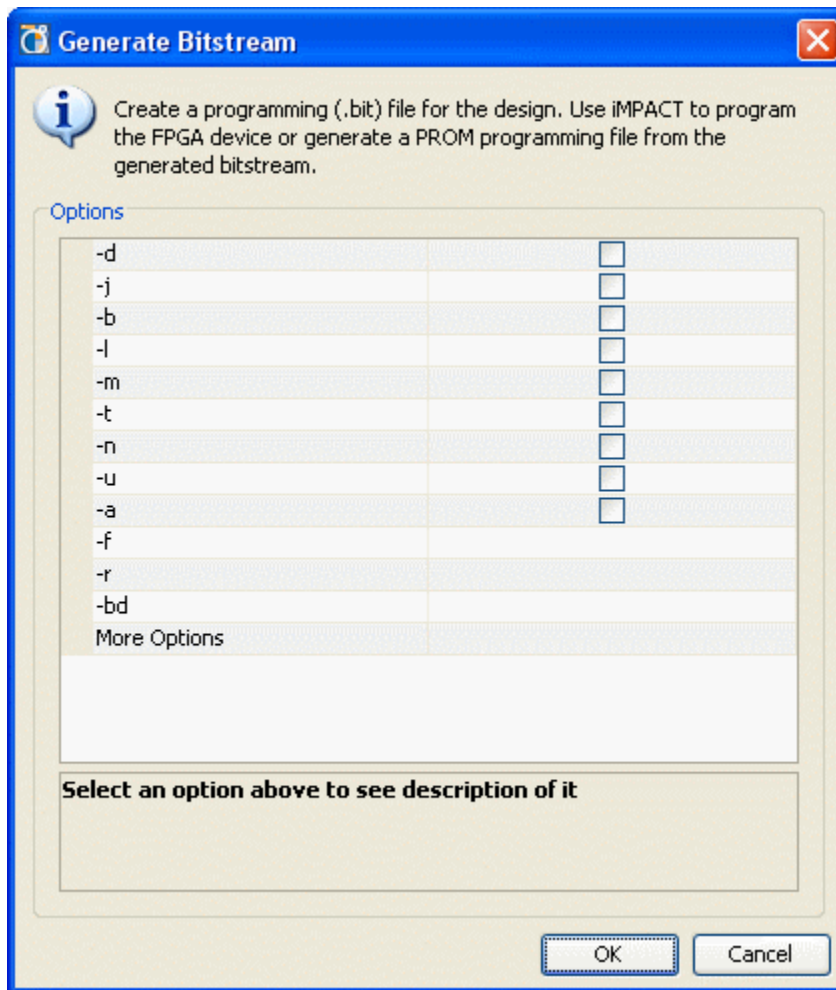 Generate Bitstream
Create a programming (.bit) file for the design. Use iMPACT to program
the FPGA device or generate a PROM programming file from the
generated bitstream.
Options
-d
-j
-b
-l
-m
-t
-n
-u
-a
-f
-r
-bd
More Options
Select an option above to see description of it
OK
Cancel